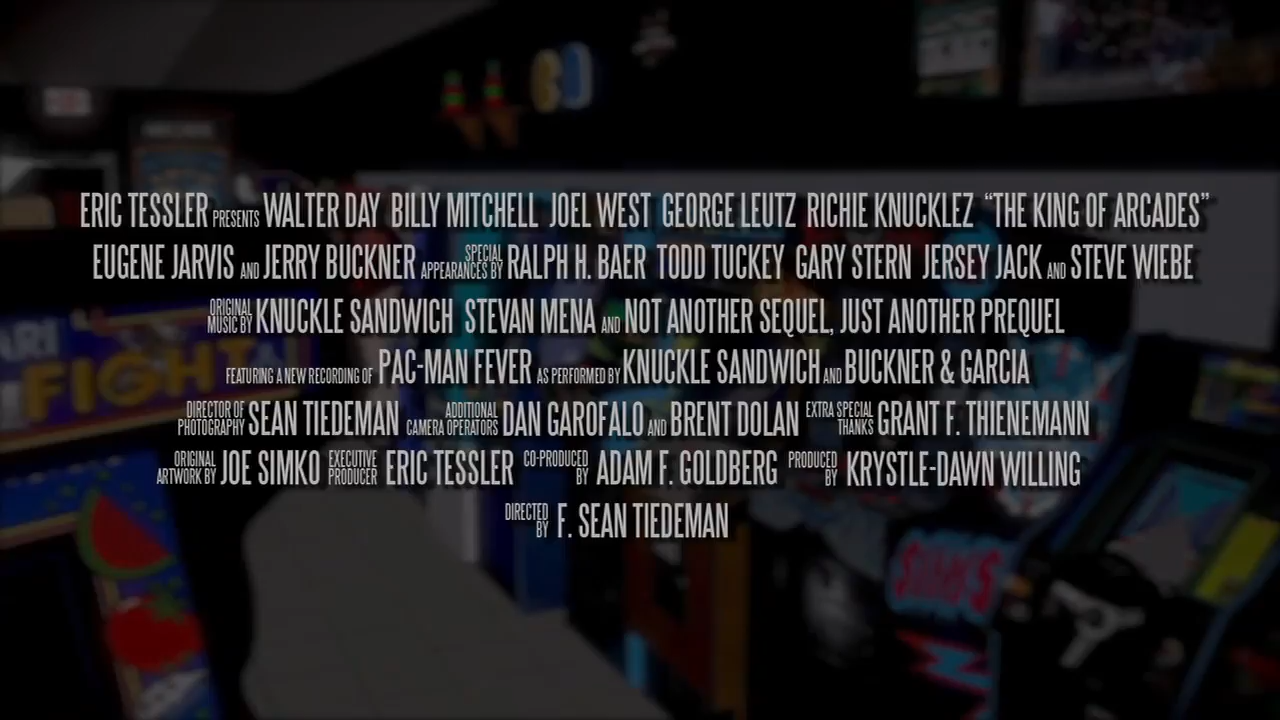 ERIC TESSLER PRESENTS WALTER DAY BILLY MITCHELL JOEL WEST GEORGE LEUTZ RICHIE KNUCKLEZ “THE KING OF ARCADES”
EUGENE JARVIS AND JERRY BUCKNER SPECIAL APPEARANCES BY RALPH H. BAER TODD TUCKEY GARY STERN JERSEY JACK AND STEVE WIEBE
ORIGINAL MUSIC BY KNUCKLE SANDWICH STEVAN MENA AND NOT ANOTHER SEQUEL, JUST ANOTHER PREQUEL
FEATURING A NEW RECORDING OF PAC-MAN FEVER AS PERFORMED BY KNUCKLE SANDWICH AND BUCKNER & GARCIA
DIRECTOR OF PHOTOGRAPHY SEAN TIEDEMAN ADDITIONAL CAMERA OPERATORS DAN GAROFALO AND BRENT DOLAN EXTRA SPECIAL THANKS GRANT F. THIENEMANN
ORIGINAL ARTWORK BY JOE SIMKO EXECUTIVE PRODUCER ERIC TESSLER CO-PRODUCED BY ADAM F. GOLDBERG PRODUCED BY KRYSTLE-DAWN WILLING
DIRECTED BY F. SEAN TIEDEMAN
FIGHT